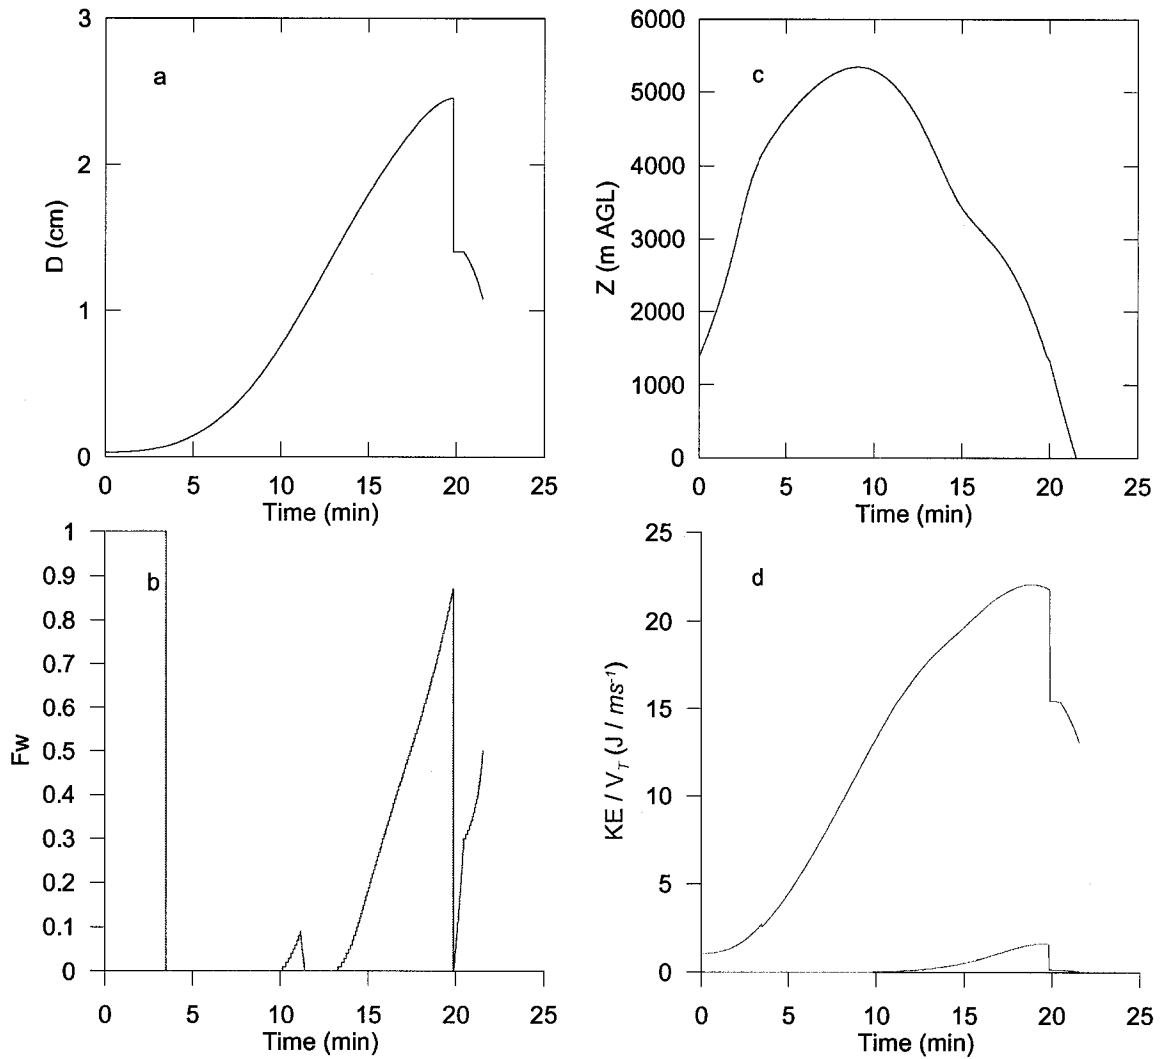 3
2
1
0
D (cm)
a
0 5 10 15 20 25
Time (min)
6000
5000
4000
3000
2000
1000
0
Z (m AGL)
c
0 5 10 15 20 25
Time (min)
1
0.9
0.8
0.7
0.6
0.5
0.4
0.3
0.2
0.1
0
Fw
b
0 5 10 15 20 25
Time (min)
25
20
15
10
5
0
KE / V_T (J / ms⁻¹)
d
0 5 10 15 20 25
Time (min)